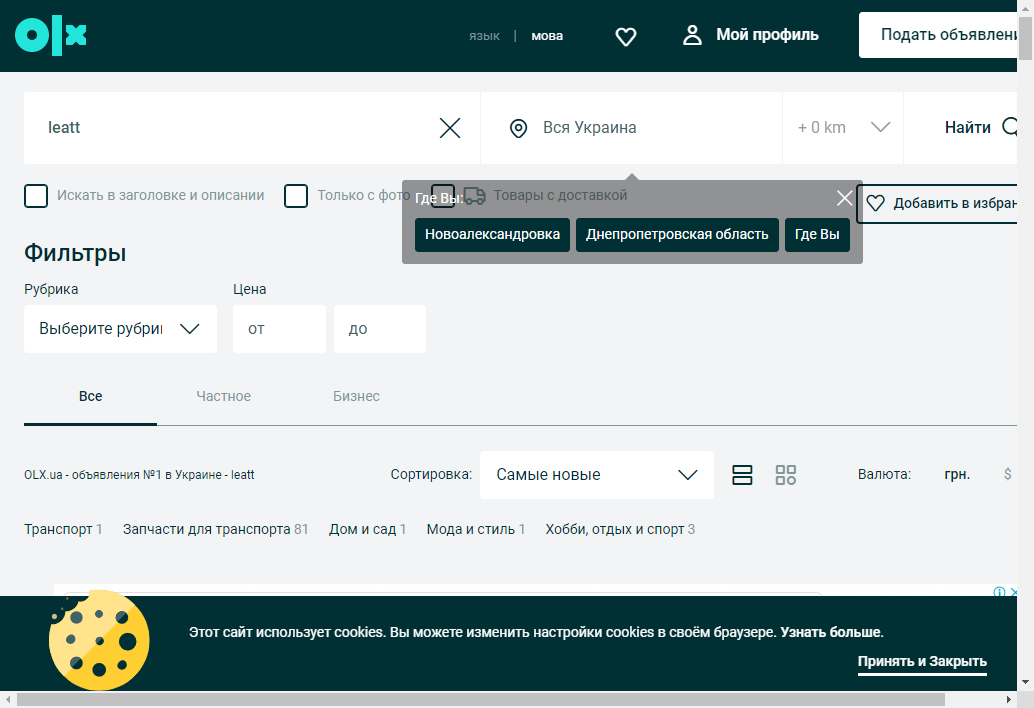 olx
язык | мова
Мой профиль
Подать объявлени
leatt
Вся Украина
+ 0 km
Найти
Искать в заголовке и описании
Только с фото
Товары с доставкой
Где Вы:
Добавить в избран
Новоалександровка
Днепропетровская область
Где Вы
Фильтры
Рубрика
Цена
Выберите рубри
от
до
Все
Частное
Бизнес
OLX.ua - объявления №1 в Украине - leatt
Сортировка:
Самые новые
Валюта:
грн.
$
Транспорт 1
Запчасти для транспорта 81
Дом и сад 1
Мода и стиль 1
Хобби, отдых и спорт 3
Этот сайт использует cookies. Вы можете изменить настройки cookies в своём браузере. Узнать больше.
Принять и Закрыть